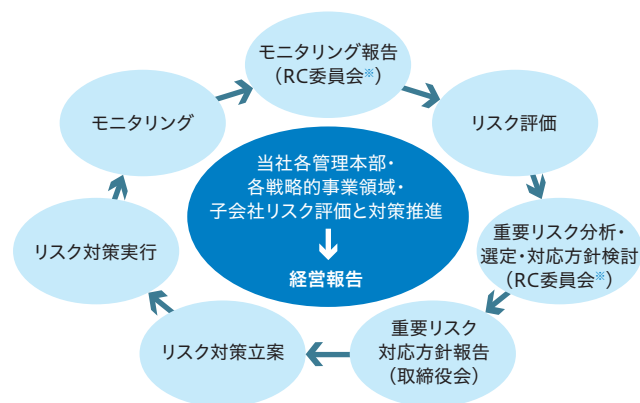 モニタリング報告
（RC委員会※）
リスク評価
重要リスク分析・
選定・対応方針検討
（RC委員会※）
重要リスク
対応方針報告
（取締役会）
リスク対策立案
リスク対策実行
モニタリング
当社各管理本部・
各戦略的事業領域・
子会社リスク評価と対策推進
経営報告